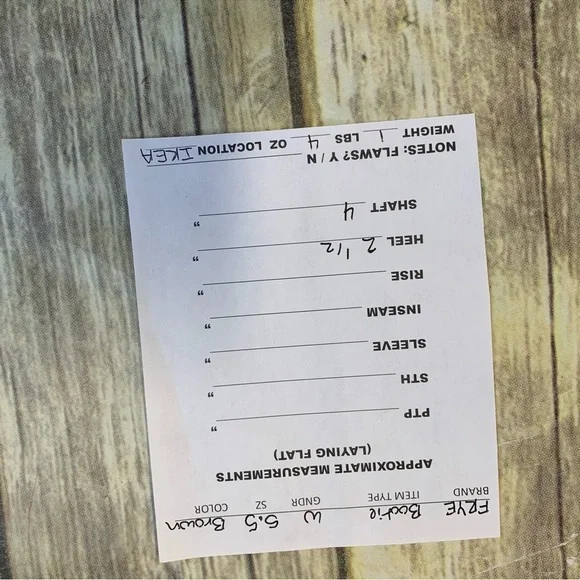 FRYE Bootie W 5.5 Brown
BRAND ITEM TYPE GNDR SZ COLOR
APPROXIMATE MEASUREMENTS
(LAYING FLAT)
PTP "
STH "
SLEEVE "
INSEAM "
RISE "
HEEL 2 1/2 "
SHAFT 4 "
NOTES: FLAWS? Y / N
WEIGHT 1 LBS 4 OZ LOCATION IKEA